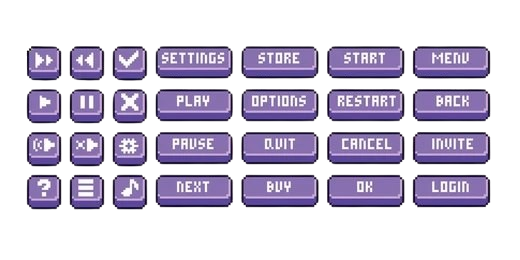 SETTINGS STORE START MENU
PLAY OPTIONS RESTART BACK
PAUSE QUIT CANCEL INVITE
? NEXT BUY OK LOGIN